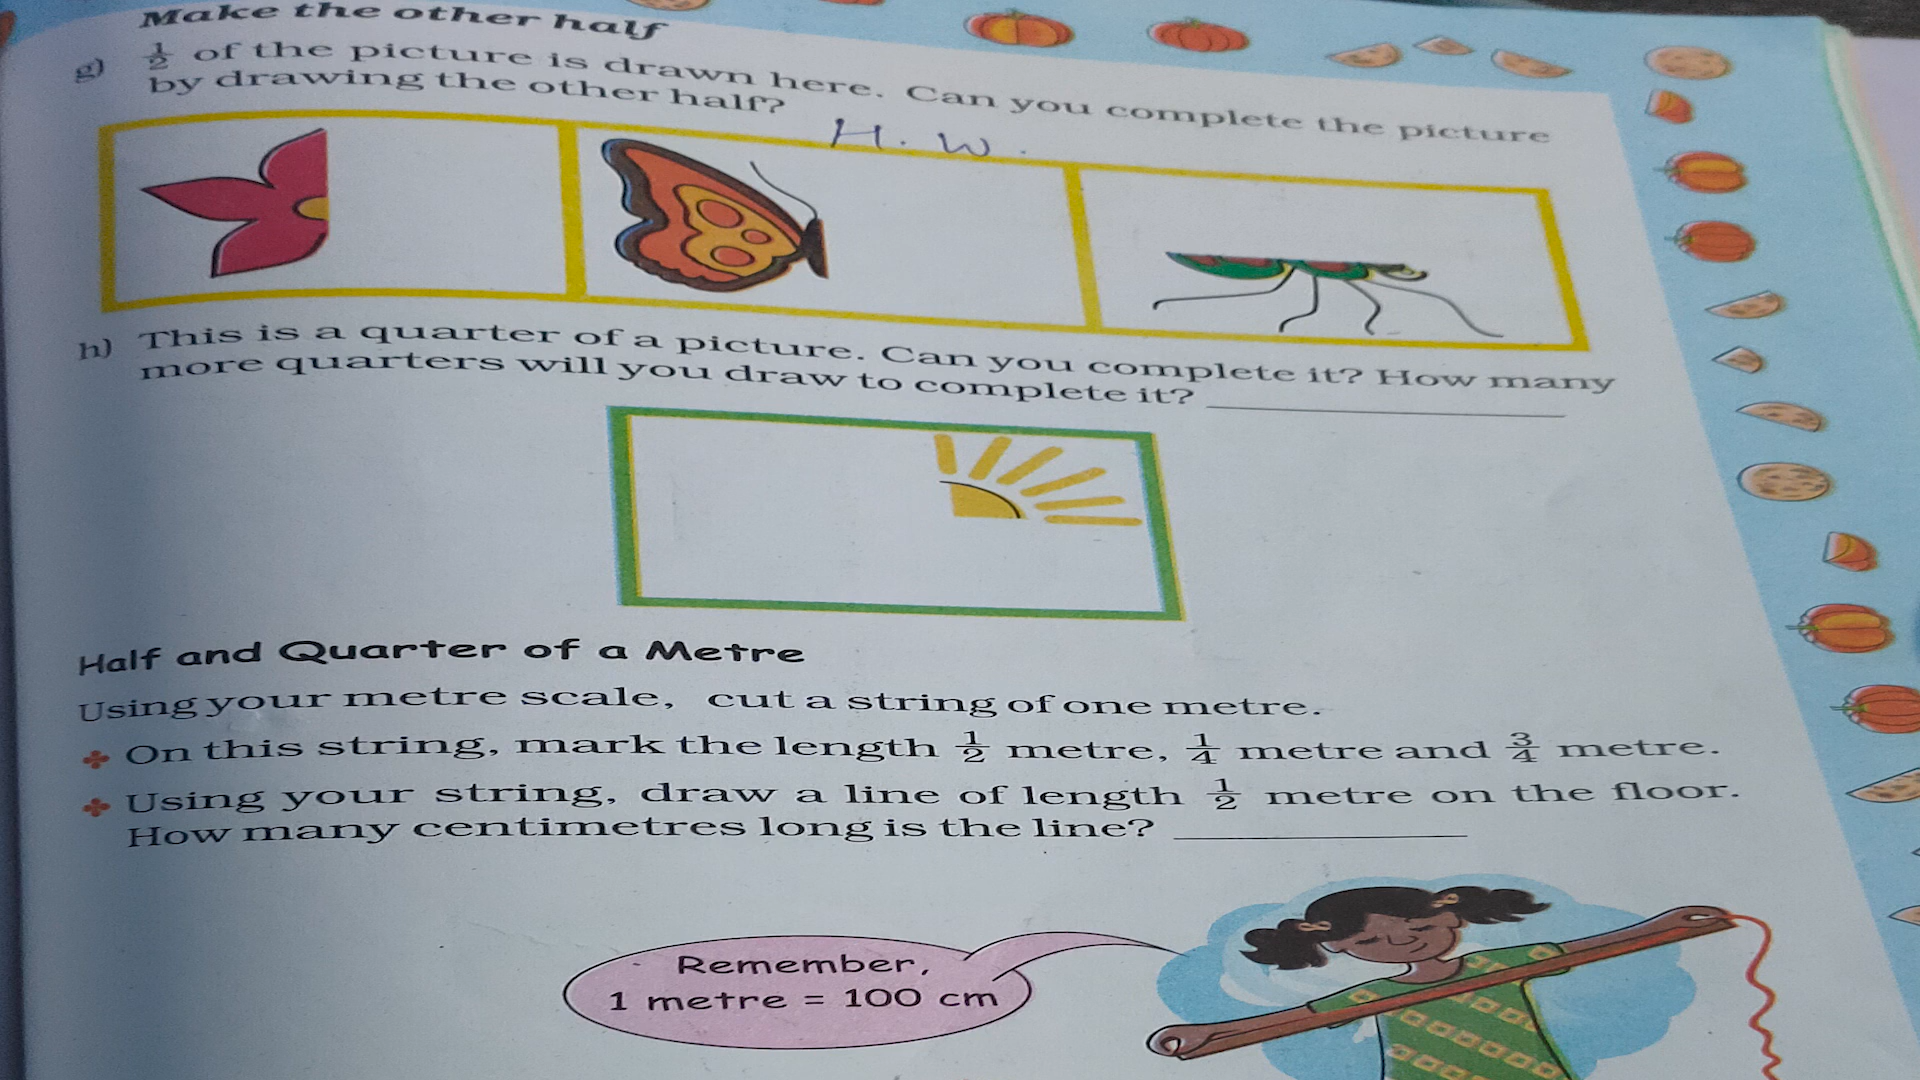 Make the other half
g) 1/2 of the picture is drawn here. Can you complete the picture
by drawing the other half?
H. W.
h) This is a quarter of a picture. Can you complete it? How many
more quarters will you draw to complete it?
Half and Quarter of a Metre
Using your metre scale, cut a string of one metre.
On this string, mark the length 1/2 metre, 1/4 metre and 3/4 metre.
Using your string, draw a line of length 1/2 metre on the floor.
How many centimetres long is the line?
Remember,
1 metre = 100 cm